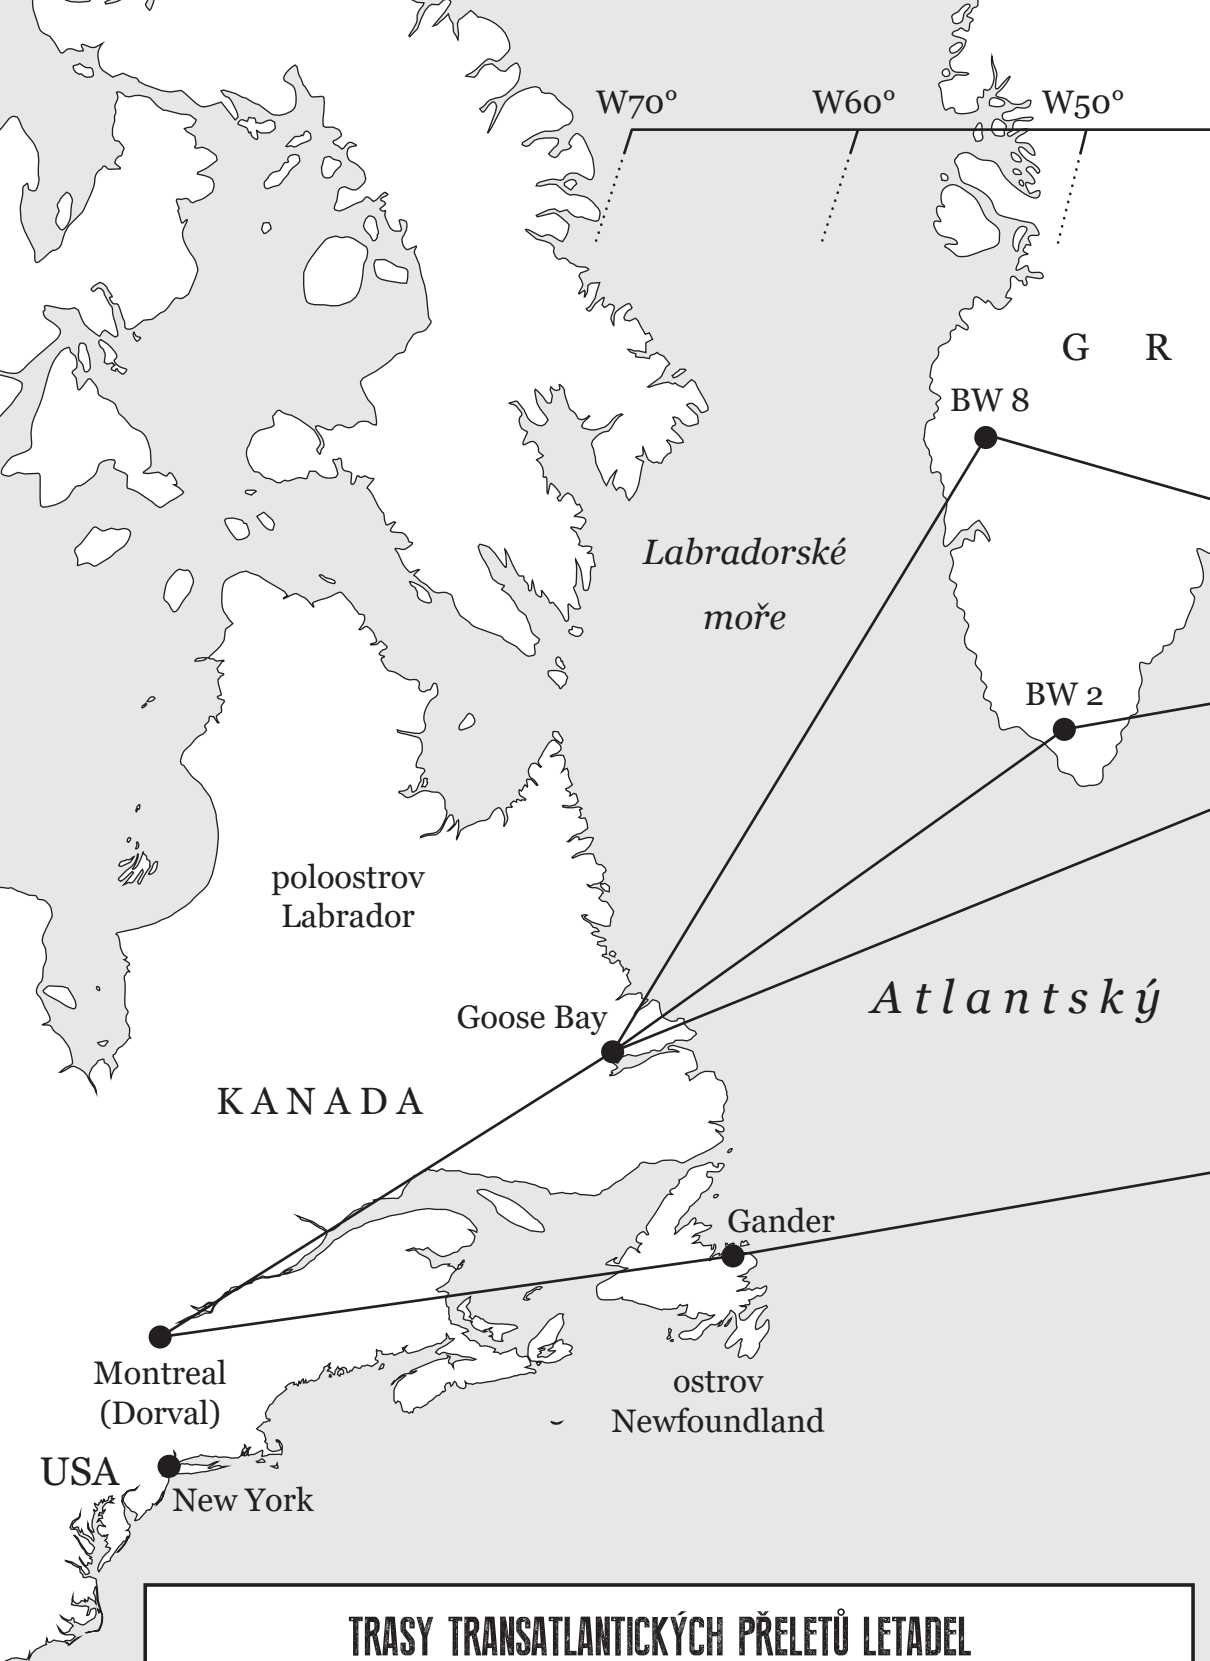 W70°
W60°
W50°
G R
BW 8
Labradorské
moře
BW 2
poloostrov
Labrador
Atlantský
Goose Bay
KANADA
Gander
Montreal
(Dorval)
ostrov
Newfoundland
USA
New York
TRASY TRANSATLANTICKÝCH PŘELETŮ LETADEL